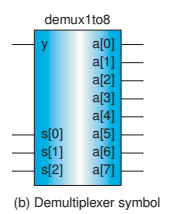 demux1to8
y a[0]
a[1]
a[2]
a[3]
a[4]
s[0] a[5]
s[1] a[6]
s[2] a[7]
(b) Demultiplexer symbol